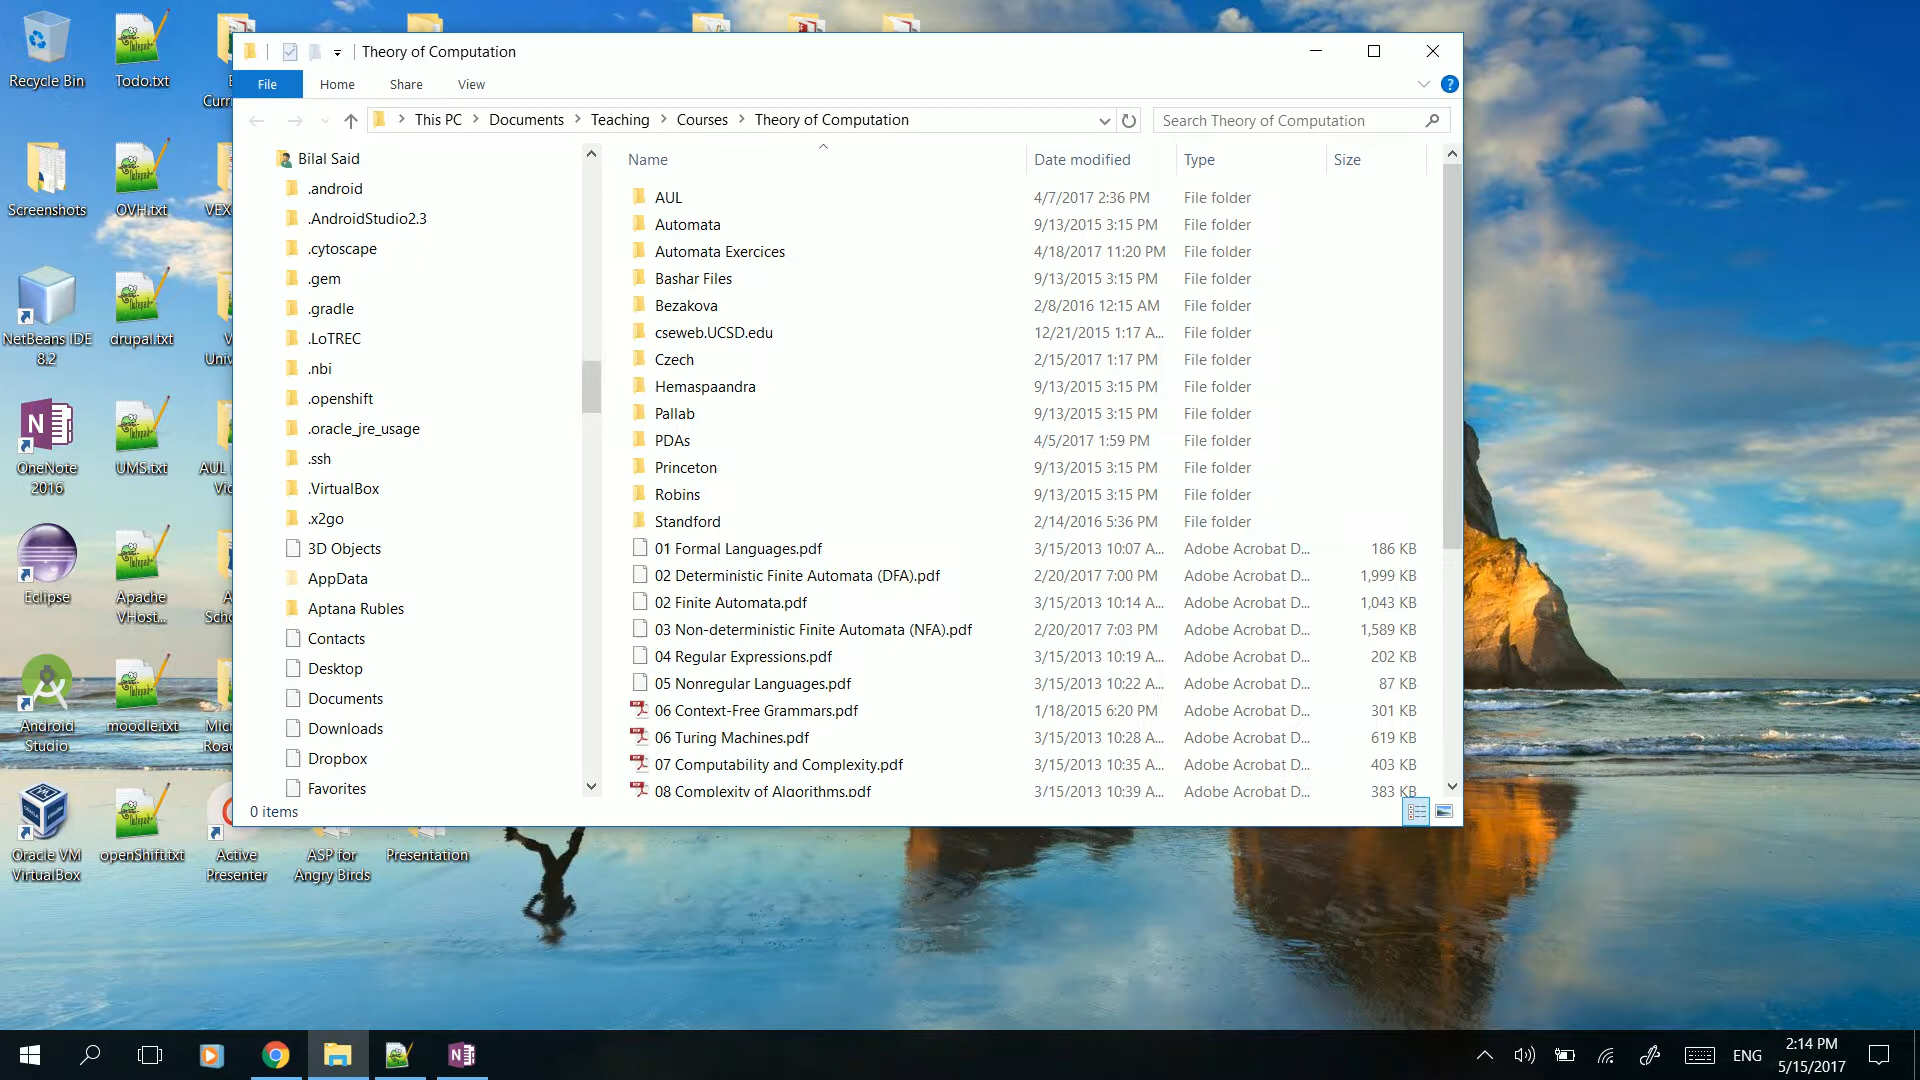 Theory of Computation
File Home Share View
This PC Documents Teaching Courses Theory of Computation
Search Theory of Computation
Bilal Said
.android
.AndroidStudio2.3
.cytoscape
.gem
.gradle
.LoTREC
.nbi
.openshift
.oracle_jre_usage
.ssh
.VirtualBox
.x2go
3D Objects
AppData
Aptana Rubles
Contacts
Desktop
Documents
Downloads
Dropbox
Favorites
Name Date modified Type Size
AUL 4/7/2017 2:36 PM File folder
Automata 9/13/2015 3:15 PM File folder
Automata Exercices 4/18/2017 11:20 PM File folder
Bashar Files 9/13/2015 3:15 PM File folder
Bezakova 2/8/2016 12:15 AM File folder
cseweb.UCSD.edu 12/21/2015 1:17 A... File folder
Czech 2/15/2017 1:17 PM File folder
Hemaspaandra 9/13/2015 3:15 PM File folder
Pallab 9/13/2015 3:15 PM File folder
PDAs 4/5/2017 1:59 PM File folder
Princeton 9/13/2015 3:15 PM File folder
Robins 9/13/2015 3:15 PM File folder
Standford 2/14/2016 5:36 PM File folder
01 Formal Languages.pdf 3/15/2013 10:07 A... Adobe Acrobat D... 186 KB
02 Deterministic Finite Automata (DFA).pdf 2/20/2017 7:00 PM Adobe Acrobat D... 1,999 KB
02 Finite Automata.pdf 3/15/2013 10:14 A... Adobe Acrobat D... 1,043 KB
03 Non-deterministic Finite Automata (NFA).pdf 2/20/2017 7:03 PM Adobe Acrobat D... 1,589 KB
04 Regular Expressions.pdf 3/15/2013 10:19 A... Adobe Acrobat D... 202 KB
05 Nonregular Languages.pdf 3/15/2013 10:22 A... Adobe Acrobat D... 87 KB
06 Context-Free Grammars.pdf 1/18/2015 6:20 PM Adobe Acrobat D... 301 KB
06 Turing Machines.pdf 3/15/2013 10:28 A... Adobe Acrobat D... 619 KB
07 Computability and Complexity.pdf 3/15/2013 10:35 A... Adobe Acrobat D... 403 KB
08 Complexity of Algorithms.pdf 3/15/2013 10:39 A... Adobe Acrobat D... 383 KB
0 items
Recycle Bin
Todo.txt
Screenshots
OVH.txt
VEX
NetBeans IDE
8.2
drupal.txt
OneNote
2016
UMS.txt
AUL
Eclipse
Apache
VHost...
Android
Studio
moodle.txt
Oracle VM
VirtualBox
openShift.txt
Active
Presenter
ASP for
Angry Birds
Presentation
ENG
2:14 PM
5/15/2017